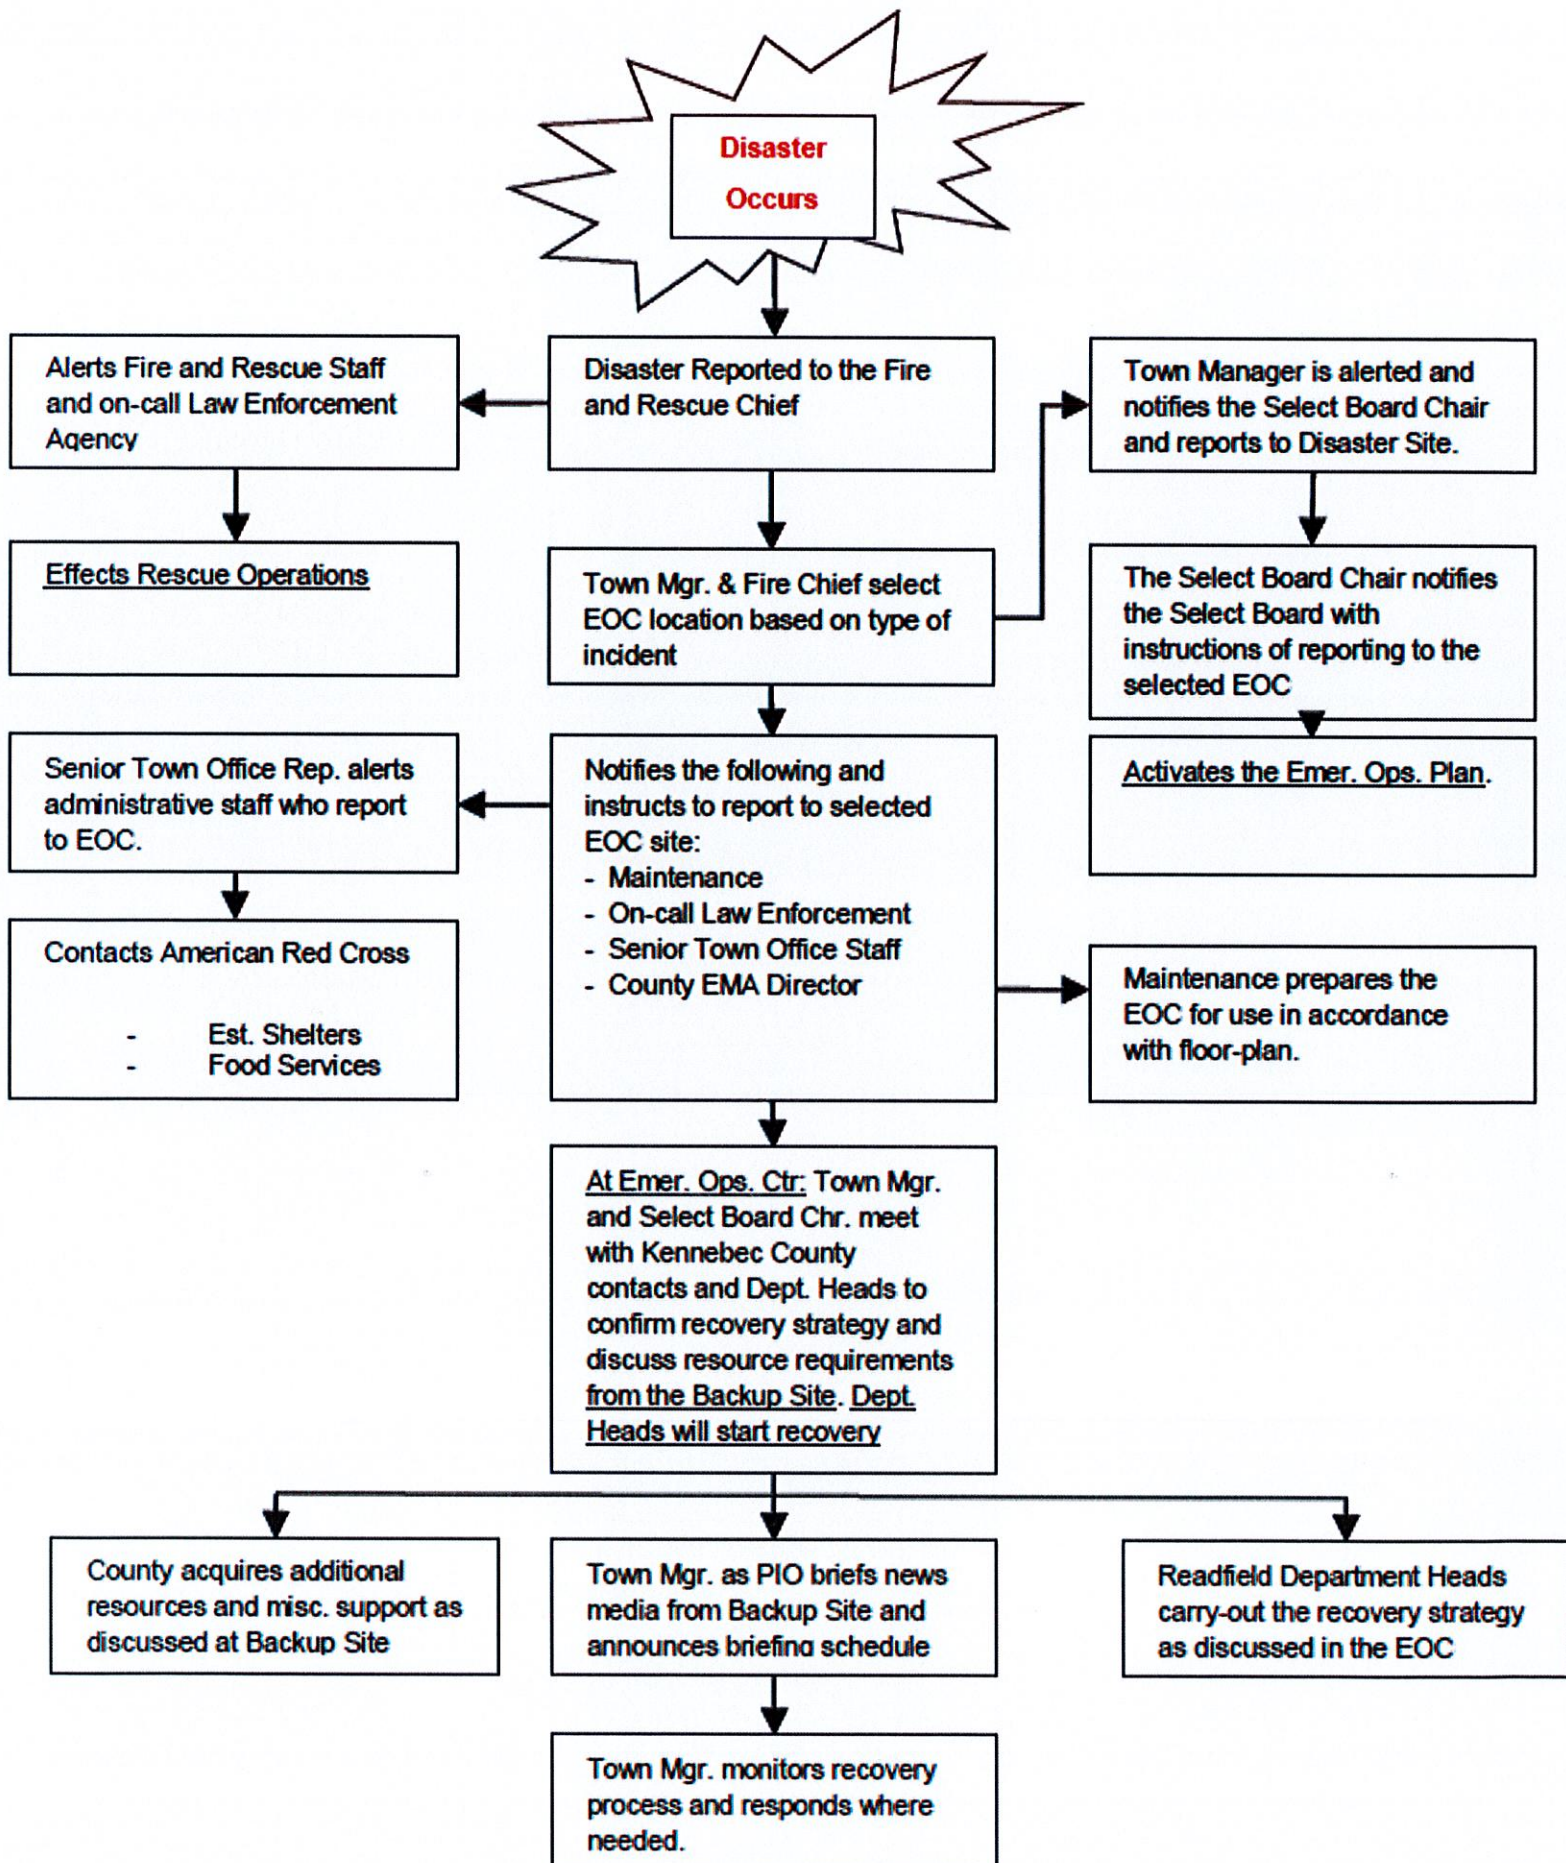 Disaster
Occurs
Alerts Fire and Rescue Staff
and on-call Law Enforcement
Agency
Disaster Reported to the Fire
and Rescue Chief
Town Manager is alerted and
notifies the Select Board Chair
and reports to Disaster Site.
Effects Rescue Operations
Town Mgr. & Fire Chief select
EOC location based on type of
incident
The Select Board Chair notifies
the Select Board with
instructions of reporting to the
selected EOC
Senior Town Office Rep. alerts
administrative staff who report
to EOC.
Notifies the following and
instructs to report to selected
EOC site:
- Maintenance
- On-call Law Enforcement
- Senior Town Office Staff
- County EMA Director
Activates the Emer. Ops. Plan.
Contacts American Red Cross
- Est. Shelters
- Food Services
Maintenance prepares the
EOC for use in accordance
with floor-plan.
At Emer. Ops. Ctr: Town Mgr.
and Select Board Chr. meet
with Kennebec County
contacts and Dept. Heads to
confirm recovery strategy and
discuss resource requirements
from the Backup Site. Dept.
Heads will start recovery
County acquires additional
resources and misc. support as
discussed at Backup Site
Town Mgr. as PIO briefs news
media from Backup Site and
announces briefing schedule
Readfield Department Heads
carry-out the recovery strategy
as discussed in the EOC
Town Mgr. monitors recovery
process and responds where
needed.